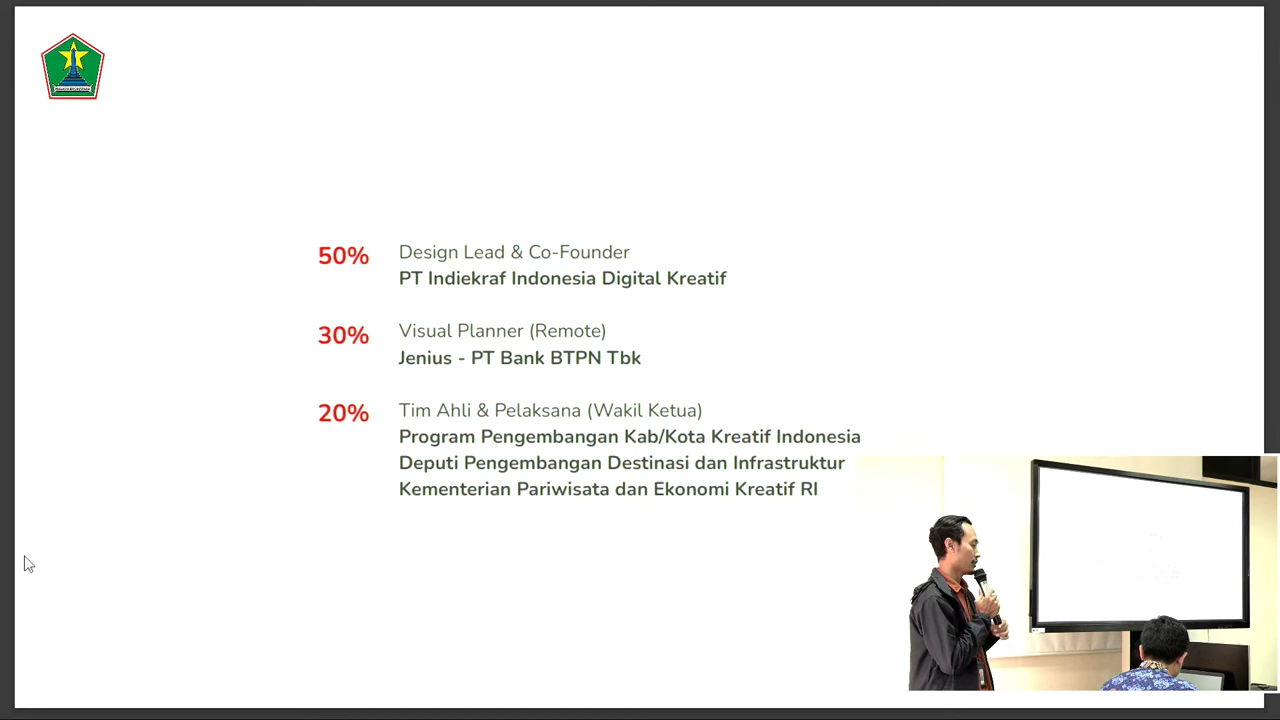 50%
Design Lead & Co-Founder
PT Indiekraf Indonesia Digital Kreatif
30%
Visual Planner (Remote)
Jenius - PT Bank BTPN Tbk
20%
Tim Ahli & Pelaksana (Wakil Ketua)
Program Pengembangan Kab/Kota Kreatif Indonesia
Deputi Pengembangan Destinasi dan Infrastruktur
Kementerian Pariwisata dan Ekonomi Kreatif RI